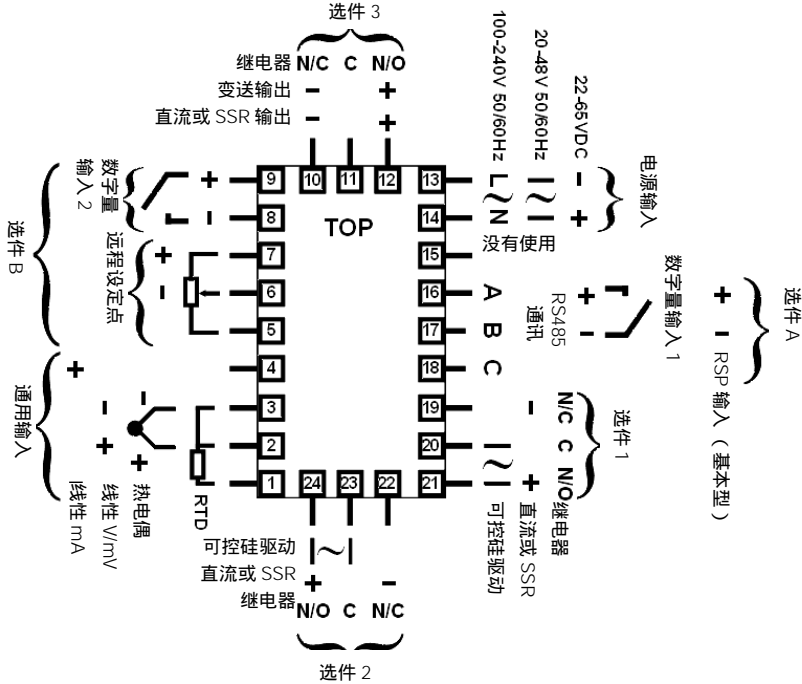 选件 3
继电器 N/C C N/O
变送输出 − +
直流或 SSR 输出 − +
100-240V 50/60Hz
20-48V 50/60Hz
22-65VDC
电源输入
L ~ N
| ~ |
− +
没有使用
10 11 12
TOP
9
8
7
6
5
4
3
2
1
13
14
15
16
17
18
19
20
21
24 23 22
选件 B
数字量
输入 2
+ −
远程设定点
+ −
通用输入
+
− +
− +
RTD
热电偶
线性 V/mV
线性 mA
A
B
C
RS485
通讯
+ −
数字量输入 1
+ −
RSP 输入（基本型）
选件 A
选件 1
N/C C N/O 继电器
− + 直流或 SSR
| ~ | 可控硅驱动
可控硅驱动 | ~ |
直流或 SSR + −
继电器 N/O C N/C
选件 2